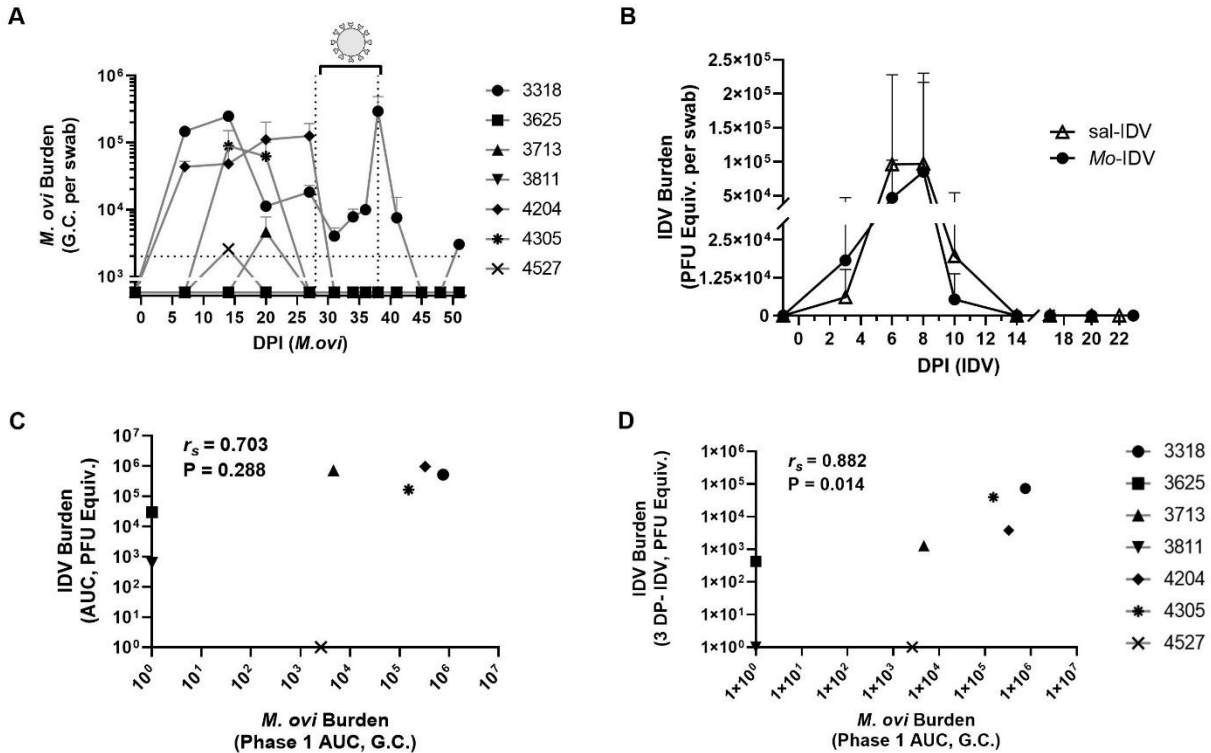 A
M. ovi Burden
(G.C. per swab)
10⁶
10⁵
10⁴
10³
0 5 10 15 20 25 30 35 40 45 50
DPI (M.ovi)
3318
3625
3713
3811
4204
4305
4527
B
IDV Burden
(PFU Equiv. per swab)
2.5×10⁵
2×10⁵
1.5×10⁵
1×10⁵
5×10⁴
2.5×10⁴
1.25×10⁴
0
0 2 4 6 8 10 12 14 18 20 22
DPI (IDV)
sal-IDV
Mo-IDV
C
rₛ = 0.703
P = 0.288
IDV Burden
(AUC, PFU Equiv.)
10⁷
10⁶
10⁵
10⁴
10³
10²
10¹
10⁰
10⁰ 10¹ 10² 10³ 10⁴ 10⁵ 10⁶ 10⁷
M. ovi Burden
(Phase 1 AUC, G.C.)
D
rₛ = 0.882
P = 0.014
IDV Burden
(3 DP- IDV, PFU Equiv.)
1×10⁶
1×10⁵
1×10⁴
1×10³
1×10²
1×10¹
1×10⁰
1×10⁰ 1×10¹ 1×10² 1×10³ 1×10⁴ 1×10⁵ 1×10⁶ 1×10⁷
M. ovi Burden
(Phase 1 AUC, G.C.)
3318
3625
3713
3811
4204
4305
4527